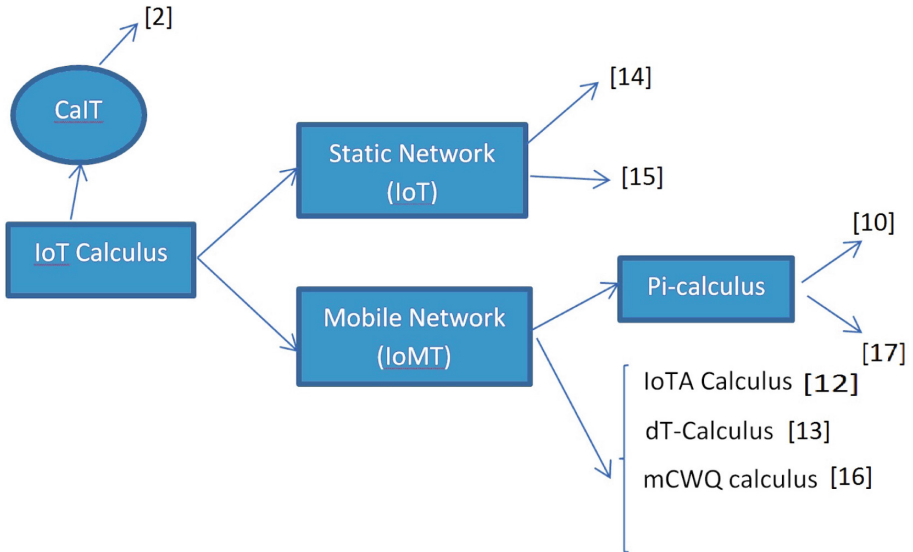 [2]
CaIT
[14]
Static Network
(IoT)
[15]
IoT Calculus
[10]
Pi-calculus
Mobile Network
(IoMT)
[17]
IoTA Calculus [12]
dT-Calculus [13]
mCWQ calculus [16]